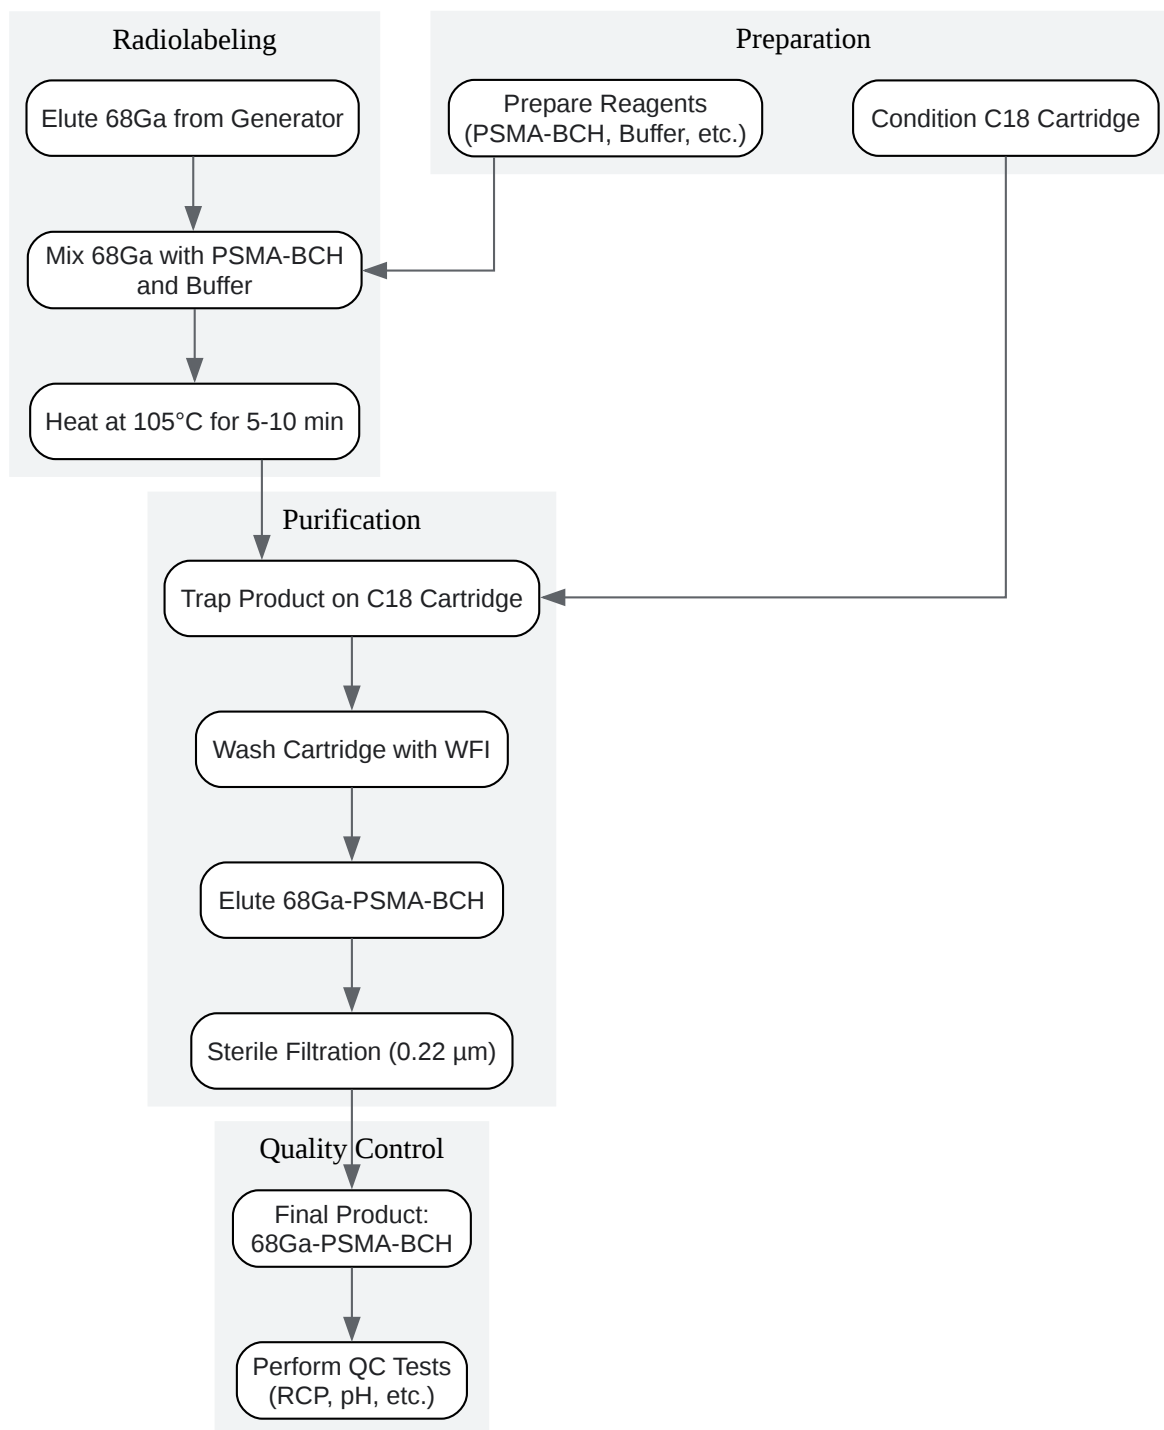 Radiolabeling
Elute 68Ga from Generator
Mix 68Ga with PSMA-BCH
and Buffer
Heat at 105°C for 5-10 min
Preparation
Prepare Reagents
(PSMA-BCH, Buffer, etc.)
Condition C18 Cartridge
Purification
Trap Product on C18 Cartridge
Wash Cartridge with WFI
Elute 68Ga-PSMA-BCH
Sterile Filtration (0.22 µm)
Quality Control
Final Product:
68Ga-PSMA-BCH
Perform QC Tests
(RCP, pH, etc.)